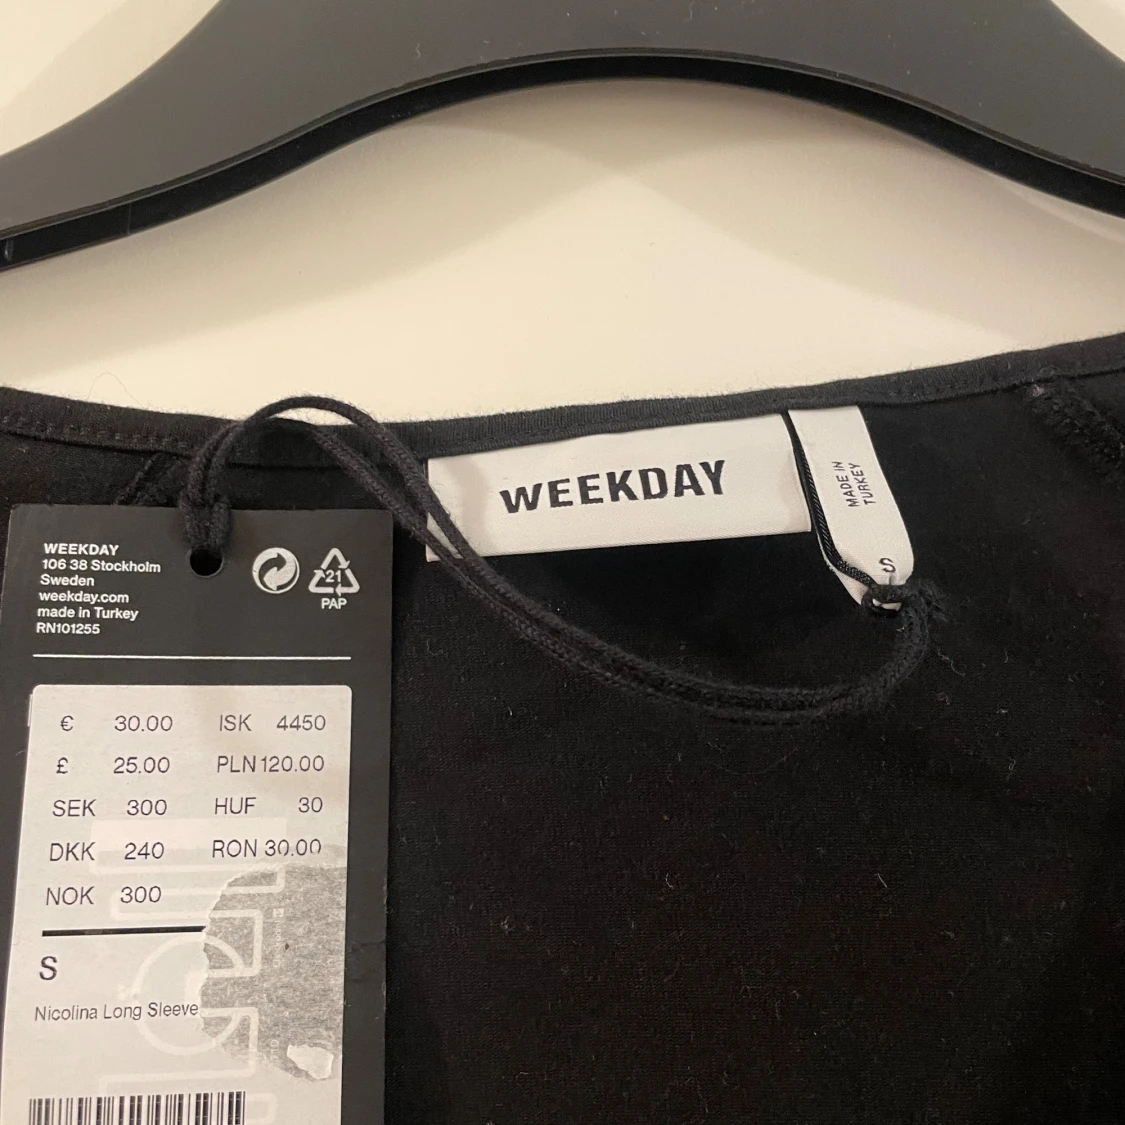 WEEKDAY
MADE IN
TURKEY
S
WEEKDAY
106 38 Stockholm
Sweden
weekday.com
made in Turkey
RN101255
21
PAP
€ 30.00 ISK 4450
£ 25.00 PLN 120.00
SEK 300 HUF 30
DKK 240 RON 30.00
NOK 300
S
Nicolina Long Sleeve